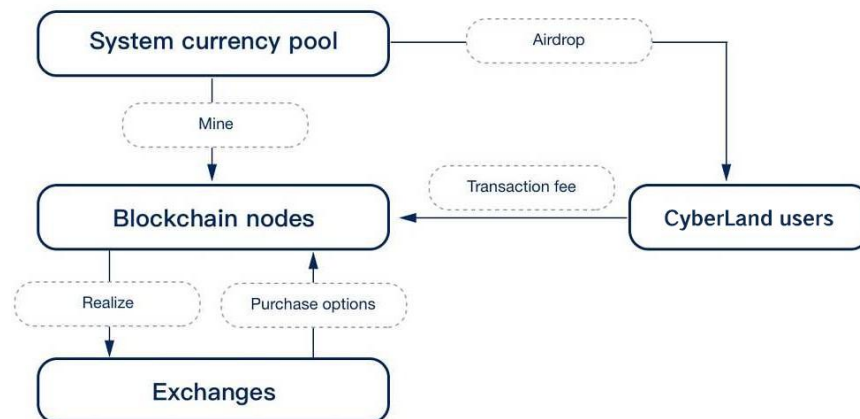 System currency pool
Airdrop
Mine
Transaction fee
Blockchain nodes
CyberLand users
Realize
Purchase options
Exchanges